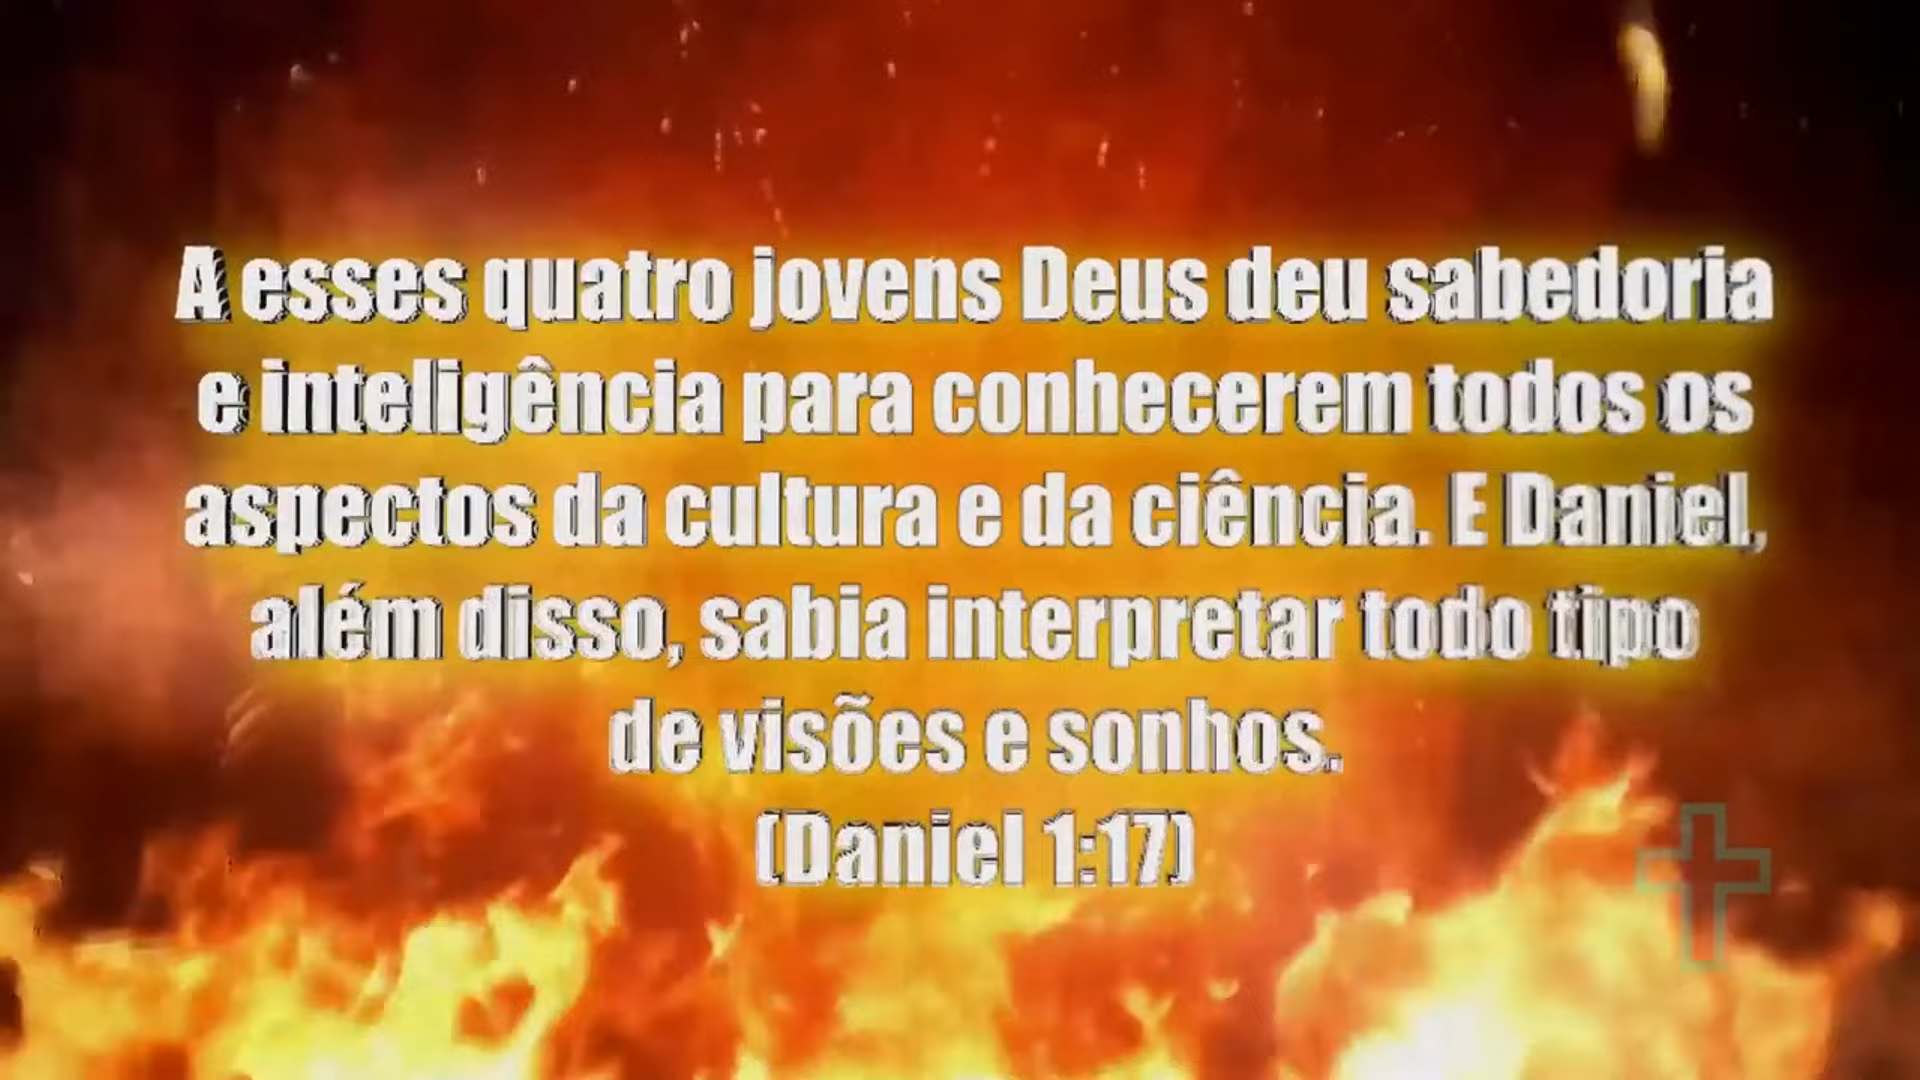 A esses quatro jovens Deus deu sabedoria
e inteligência para conhecerem todos os
aspectos da cultura e da ciência. E Daniel,
além disso, sabia interpretar todo tipo
de visões e sonhos.
(Daniel 1:17)